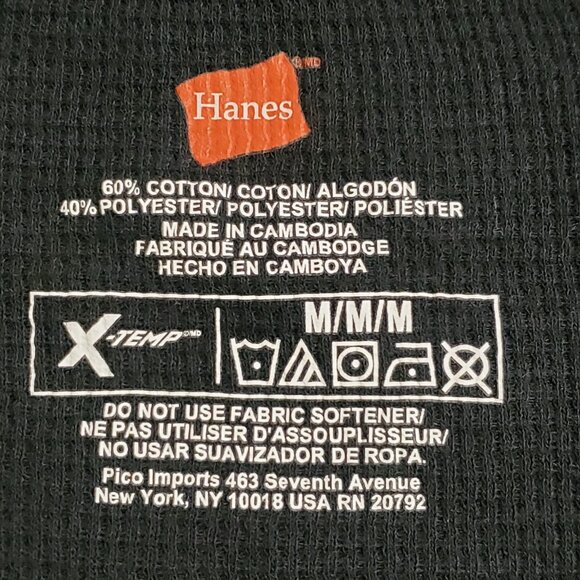 Hanes
60% COTTON/ COTON/ ALGODÓN
40% POLYESTER/ POLYESTER/ POLIÉSTER
MADE IN CAMBODIA
FABRIQUÉ AU CAMBODGE
HECHO EN CAMBOYA
X-TEMP
M/M/M
DO NOT USE FABRIC SOFTENER/
NE PAS UTILISER D'ASSOUPLISSEUR/
NO USAR SUAVIZADOR DE ROPA.
Pico Imports 463 Seventh Avenue
New York, NY 10018 USA RN 20792